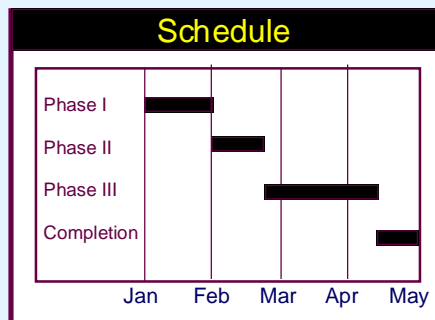 Schedule
Phase I
Phase II
Phase III
Completion
Jan Feb Mar Apr May